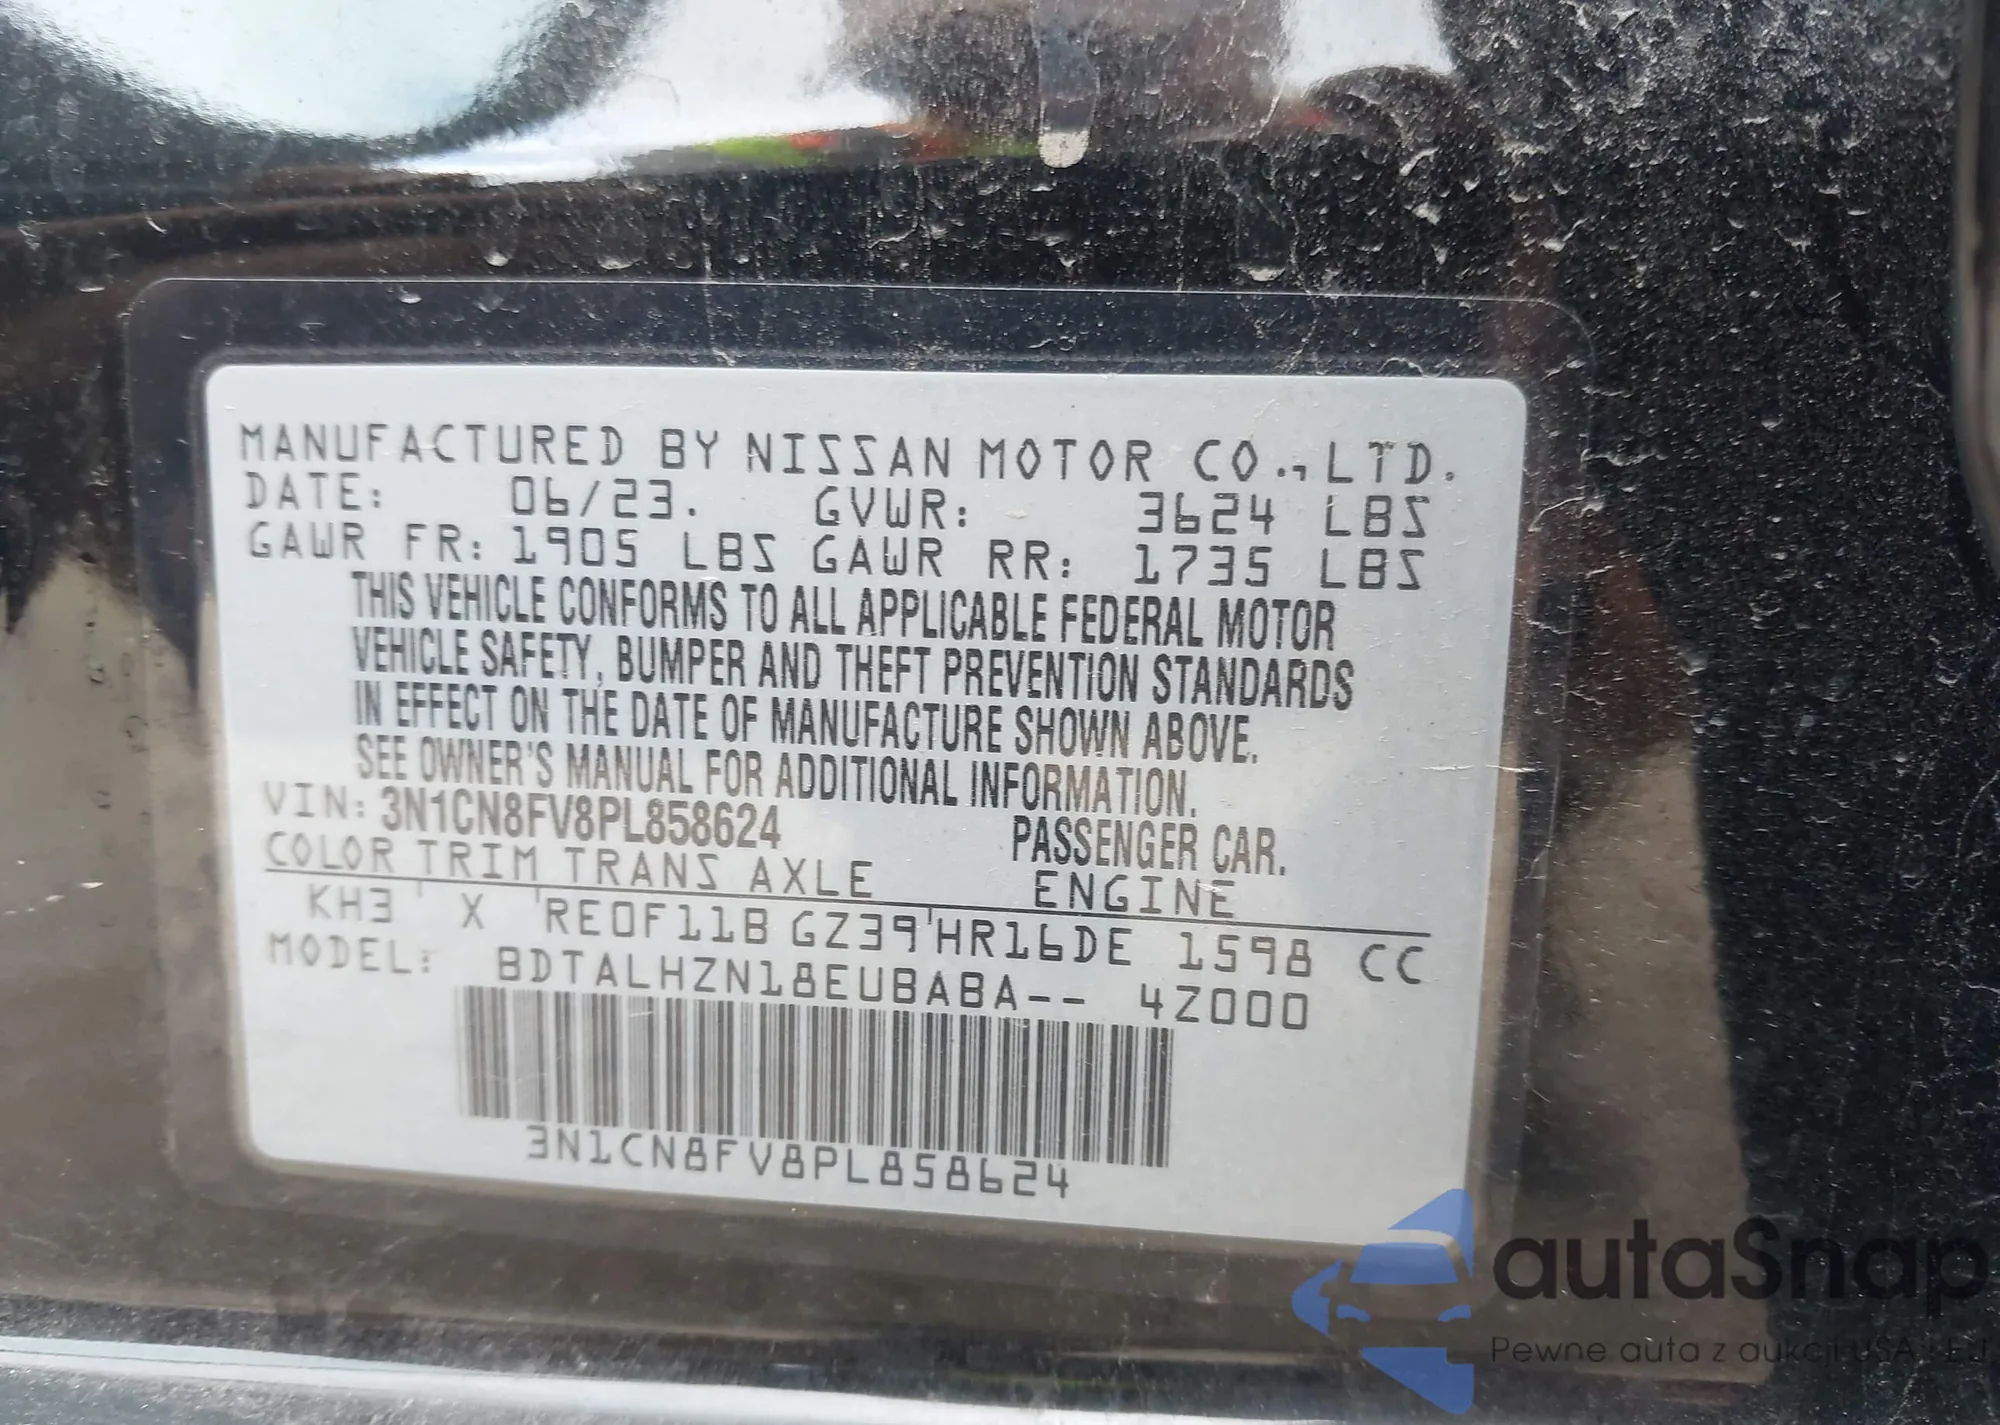 MANUFACTURED BY NISSAN MOTOR CO., LTD.
DATE: 06/23. GVWR: 3624 LBS
GAWR FR: 1905 LBS GAWR RR: 1735 LBS
THIS VEHICLE CONFORMS TO ALL APPLICABLE FEDERAL MOTOR
VEHICLE SAFETY, BUMPER AND THEFT PREVENTION STANDARDS
IN EFFECT ON THE DATE OF MANUFACTURE SHOWN ABOVE.
SEE OWNER'S MANUAL FOR ADDITIONAL INFORMATION.
VIN: 3N1CN8FV8PL858624 PASSENGER CAR.
COLOR TRIM TRANS AXLE ENGINE
KH3 X RE0F11B GZ39 HR16DE 1598 CC
MODEL: BDTALHZN18EUBABA-- 4Z000
3N1CN8FV8PL858624
autaSnap
Pewne auta z aukcji USA - EU